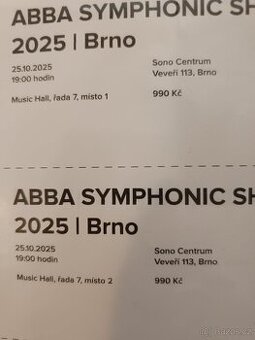 ABBA SYMPHONIC SH
2025 | Brno
25.10.2025
19:00 hodin
Sono Centrum
Veveří 113, Brno
Music Hall, řada 7, místo 1
990 Kč
ABBA SYMPHONIC SH
2025 | Brno
25.10.2025
19:00 hodin
Sono Centrum
Veveří 113, Brno
Music Hall, řada 7, místo 2
990 Kč